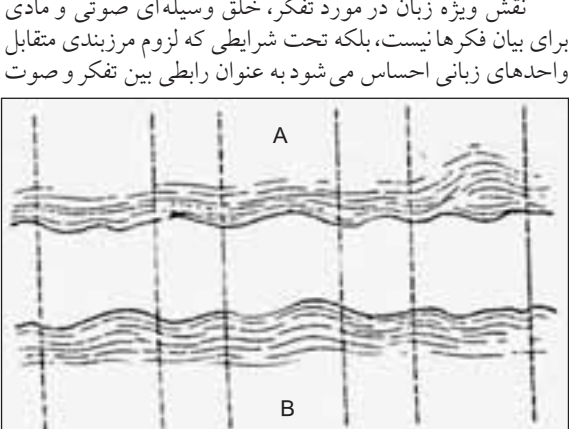 نقش ویژه زبان در مورد تفکر، خلق وسیله‌ای صوتی و مادی
برای بیان فکرها نیست، بلکه تحت شرایطی که لزوم مرزبندی متقابل
واحدهای زبانی احساس می‌شود به عنوان رابطی بین تفکر و صوت
A
B